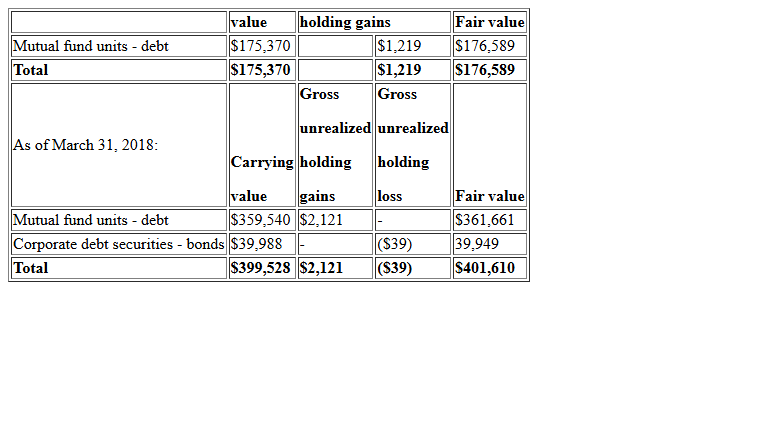 value holding gains Fair value
Mutual fund units - debt $175,370 $1,219 $176,589
Total $175,370 $1,219 $176,589
As of March 31, 2018:
Carrying
value
Gross
unrealized
holding
gains
Gross
unrealized
holding
loss
Fair value
Mutual fund units - debt $359,540 $2,121 - $361,661
Corporate debt securities - bonds $39,988 - ($39) 39,949
Total $399,528 $2,121 ($39) $401,610